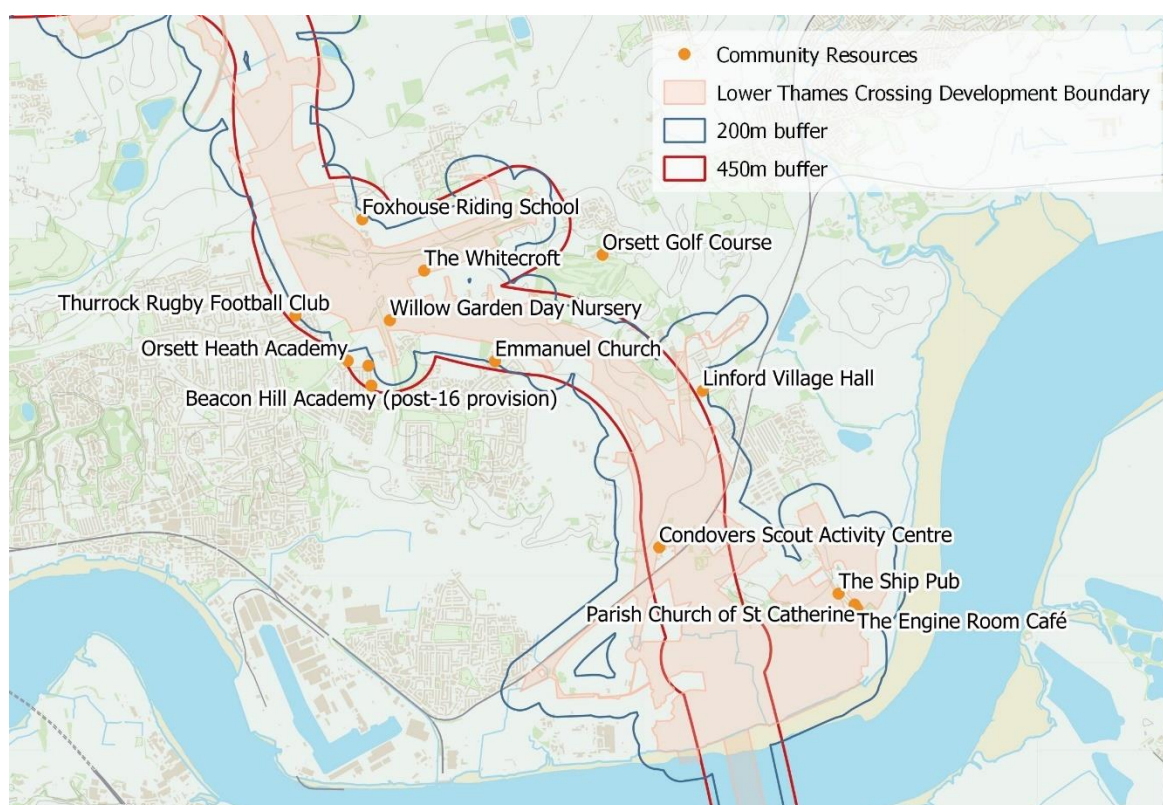 Community Resources
Lower Thames Crossing Development Boundary
200m buffer
450m buffer
Foxhouse Riding School
Orsett Golf Course
The Whitecroft
Thurrock Rugby Football Club
Willow Garden Day Nursery
Orsett Heath Academy
Emmanuel Church
Linford Village Hall
Beacon Hill Academy (post-16 provision)
Condovers Scout Activity Centre
The Ship Pub
Parish Church of St Catherine
The Engine Room Café